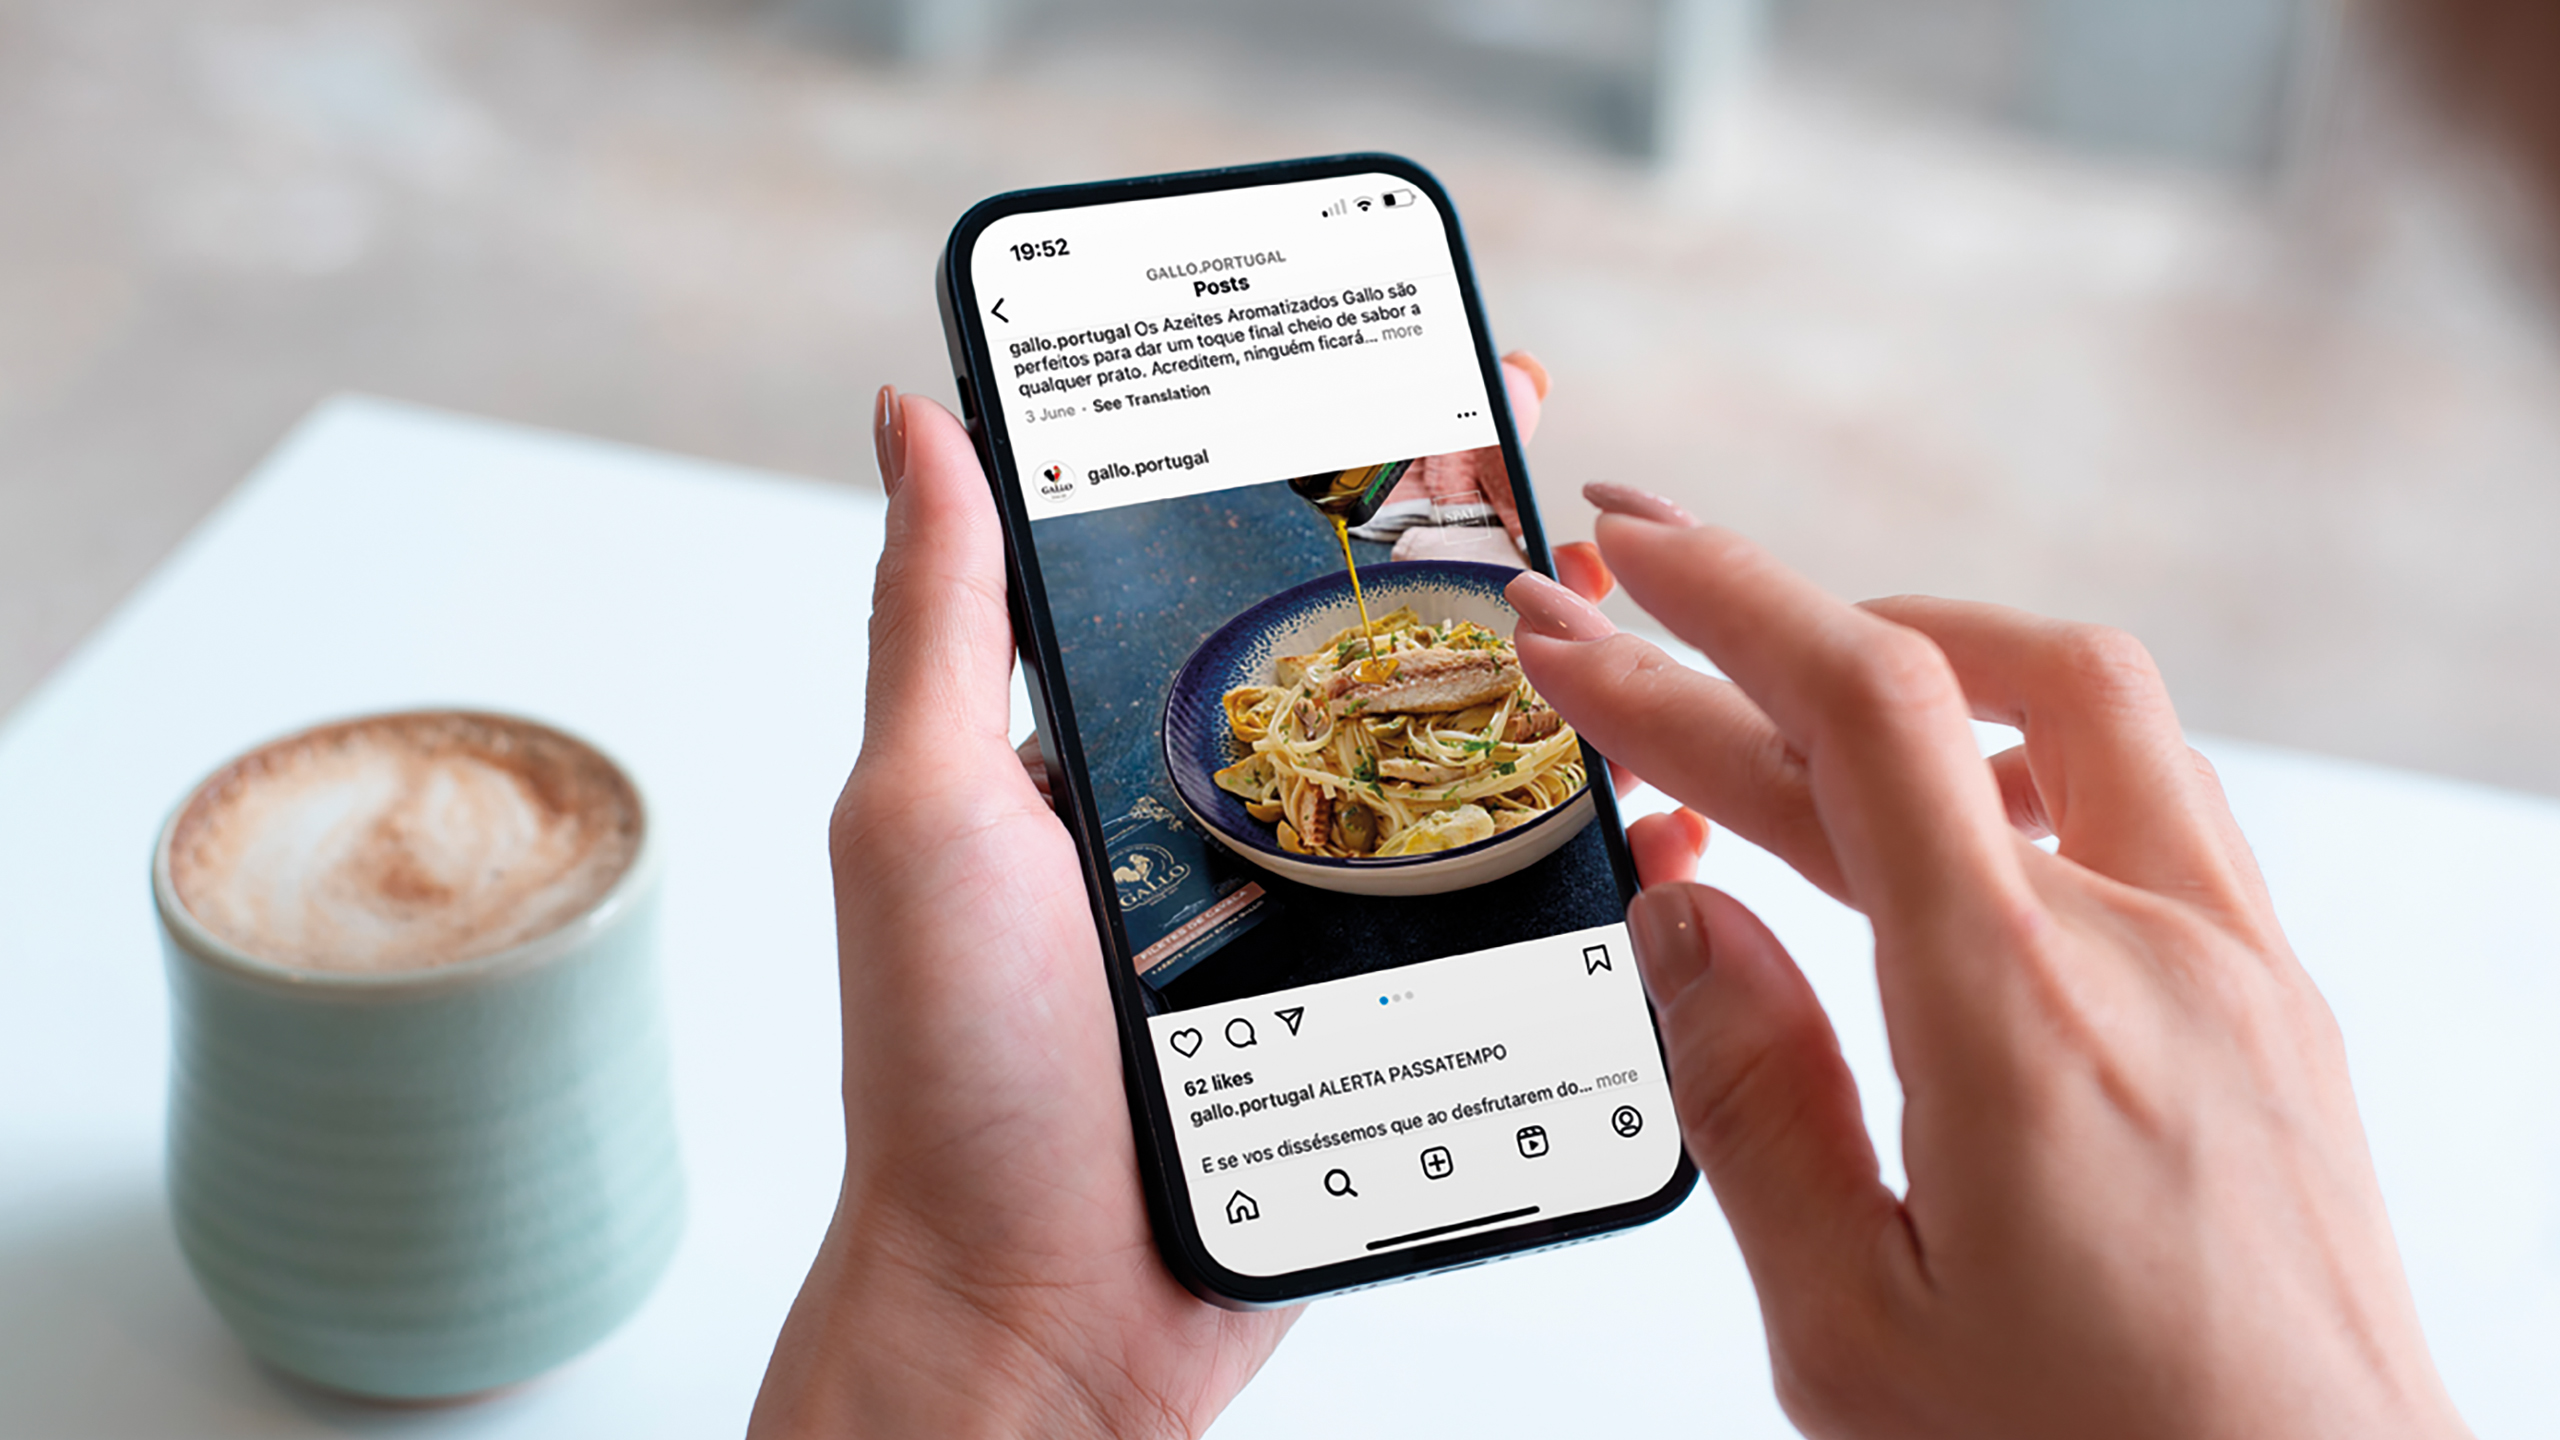 19:52
GALLO.PORTUGAL
Posts
gallo.portugal Os Azeites Aromatizados Gallo são
perfeitos para dar um toque final cheio de sabor a
qualquer prato. Acreditem, ninguém ficará... more
3 June · See Translation
GALLO
gallo.portugal
SPAL
GALLO
FILETES DE CAVALA
62 likes
gallo.portugal ALERTA PASSATEMPO
E se vos disséssemos que ao desfrutarem do... more